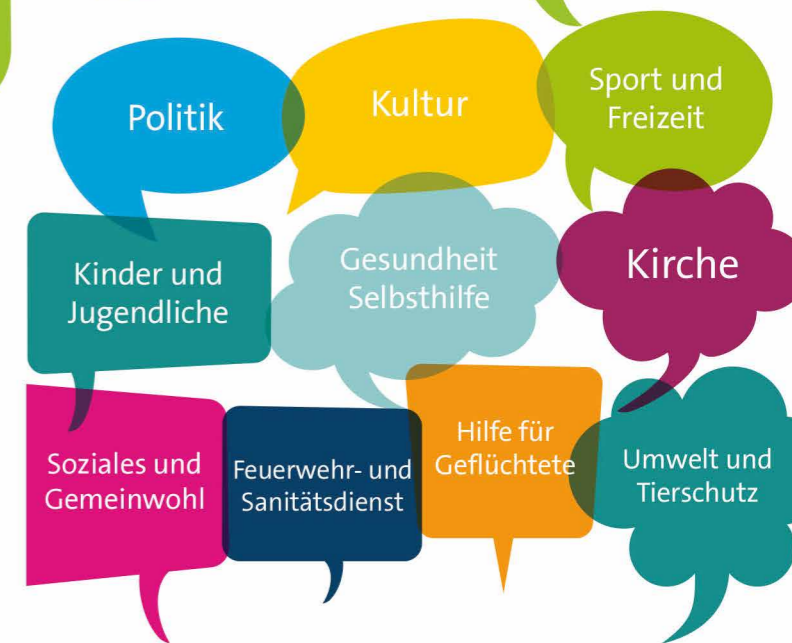 Politik
Kultur
Sport und
Freizeit
Kinder und
Jugendliche
Gesundheit
Selbsthilfe
Kirche
Soziales und
Gemeinwohl
Feuerwehr- und
Sanitätsdienst
Hilfe für
Geflüchtete
Umwelt und
Tierschutz